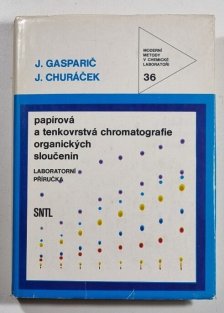 J. GASPARIČ
J. CHURÁČEK
MODERNÍ
METODY
V CHEMICKÉ
LABORATOŘI
36
papírová
a tenkovrstvá chromatografie
organických
sloučenin
LABORATORNÍ
PŘÍRUČKA
SNTL